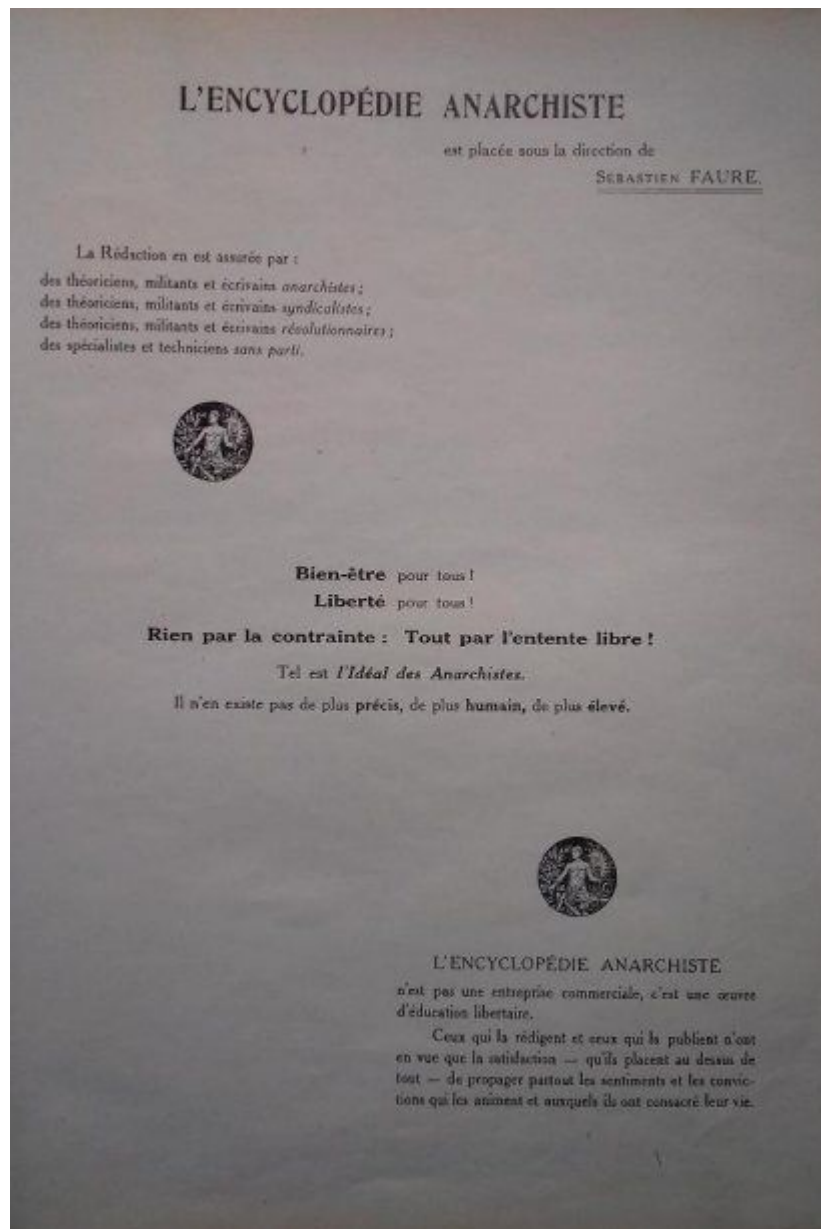 L'ENCYCLOPÉDIE ANARCHISTE
est placée sous la direction de
SÉBASTIEN FAURE.
La Rédaction en est assurée par :
des théoriciens, militants et écrivains anarchistes ;
des théoriciens, militants et écrivains syndicalistes ;
des théoriciens, militants et écrivains révolutionnaires ;
des spécialistes et techniciens sans parti.
Bien-être pour tous !
Liberté pour tous !
Rien par la contrainte : Tout par l'entente libre !
Tel est l'Idéal des Anarchistes.
Il n'en existe pas de plus précis, de plus humain, de plus élevé.
L'ENCYCLOPÉDIE ANARCHISTE
n'est pas une entreprise commerciale, c'est une œuvre
d'éducation libertaire.
Ceux qui la rédigent et ceux qui la publient n'ont
en vue que la satisfaction — qu'ils placent au dessus de
tout — de propager partout les sentiments et les convic-
tions qui les animent et auxquels ils ont consacré leur vie.